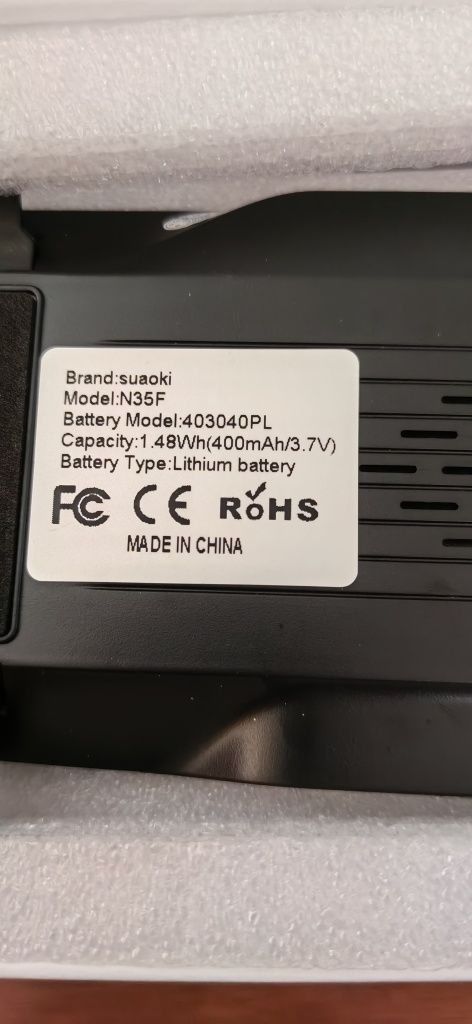 Brand:suaoki
Model:N35F
Battery Model:403040PL
Capacity:1.48Wh(400mAh/3.7V)
Battery Type:Lithium battery
FC CE RoHS
MADE IN CHINA